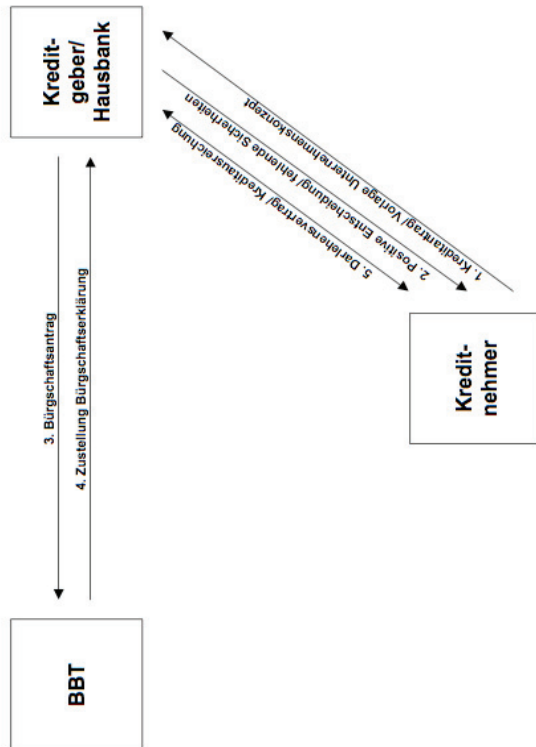 Kredit-
geber/
Hausbank
1. Kreditantrag/ Vorlage Unternehmenskonzept
2. Positive Entscheidung/ fehlende Sicherheiten
5. Darlehensvertrag/ Kreditausreichung
3. Bürgschaftsantrag
4. Zustellung Bürgschaftserklärung
Kredit-
nehmer
BBT